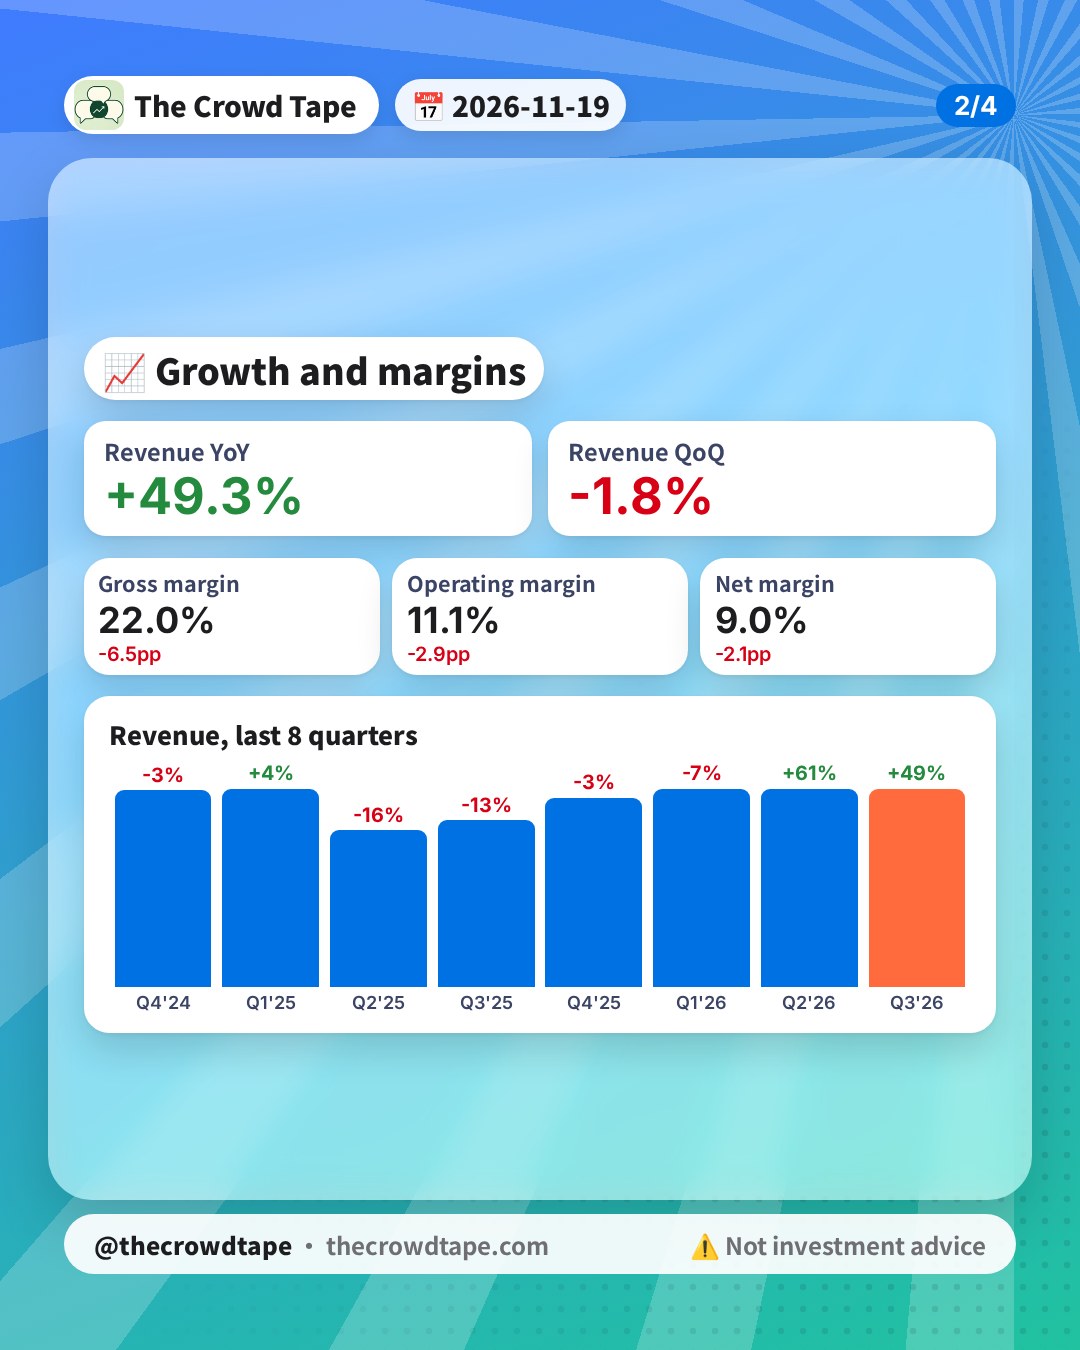 The Crowd Tape
📅 2026-11-19
2/4
📈 Growth and margins
Revenue YoY
+49.3%
Revenue QoQ
-1.8%
Gross margin
22.0%
-6.5pp
Operating margin
11.1%
-2.9pp
Net margin
9.0%
-2.1pp
Revenue, last 8 quarters
-3% +4% -16% -13% -3% -7% +61% +49%
Q4'24 Q1'25 Q2'25 Q3'25 Q4'25 Q1'26 Q2'26 Q3'26
@thecrowdtape • thecrowdtape.com
⚠️ Not investment advice